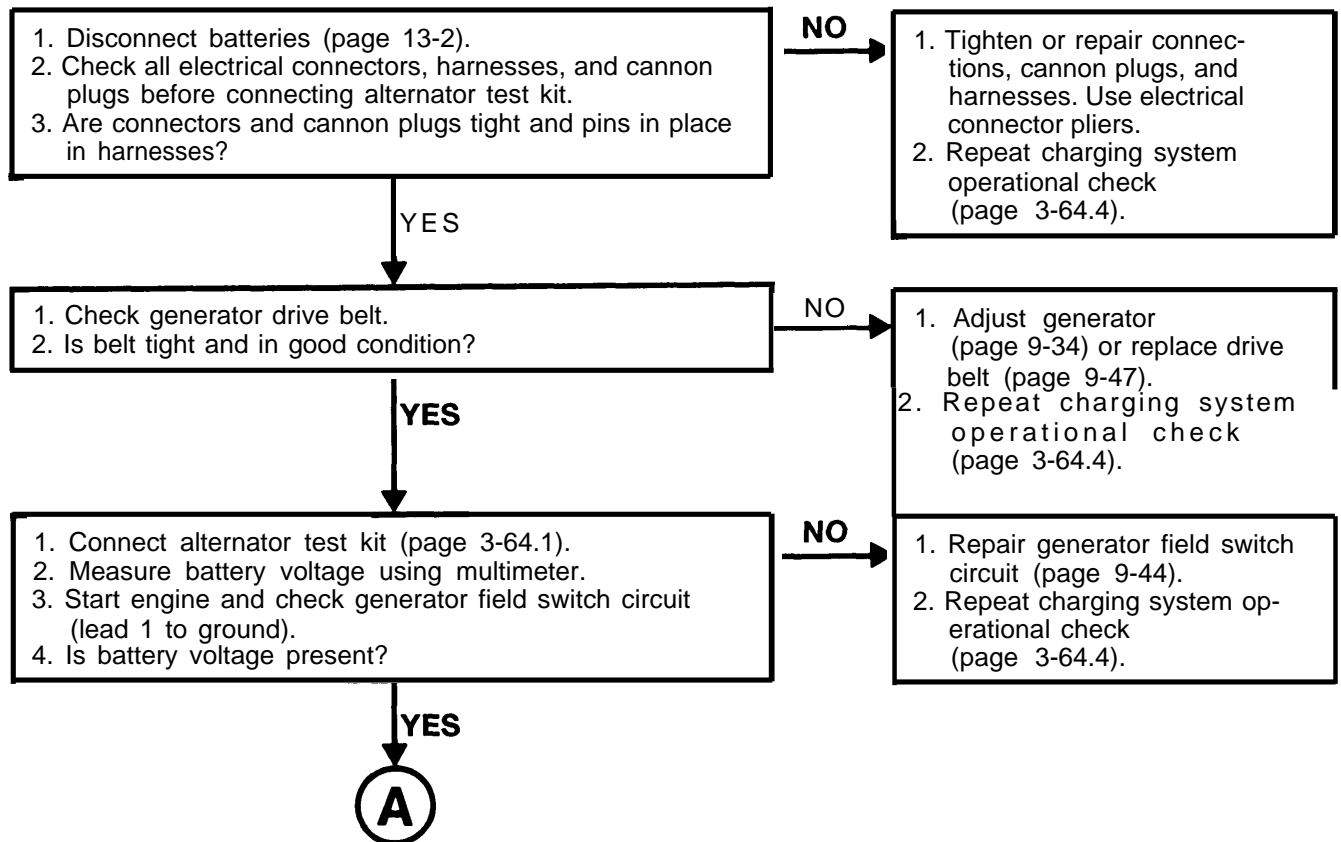 1. Disconnect batteries (page 13-2).
2. Check all electrical connectors, harnesses, and cannon
plugs before connecting alternator test kit.
3. Are connectors and cannon plugs tight and pins in place
in harnesses?
NO
1. Tighten or repair connec-
tions, cannon plugs, and
harnesses. Use electrical
connector pliers.
2. Repeat charging system
operational check
(page 3-64.4).
YES
1. Check generator drive belt.
2. Is belt tight and in good condition?
NO
1. Adjust generator
(page 9-34) or replace drive
belt (page 9-47).
2. Repeat charging system
operational check
(page 3-64.4).
YES
1. Connect alternator test kit (page 3-64.1).
2. Measure battery voltage using multimeter.
3. Start engine and check generator field switch circuit
(lead 1 to ground).
4. Is battery voltage present?
NO
1. Repair generator field switch
circuit (page 9-44).
2. Repeat charging system op-
erational check
(page 3-64.4).
YES
A